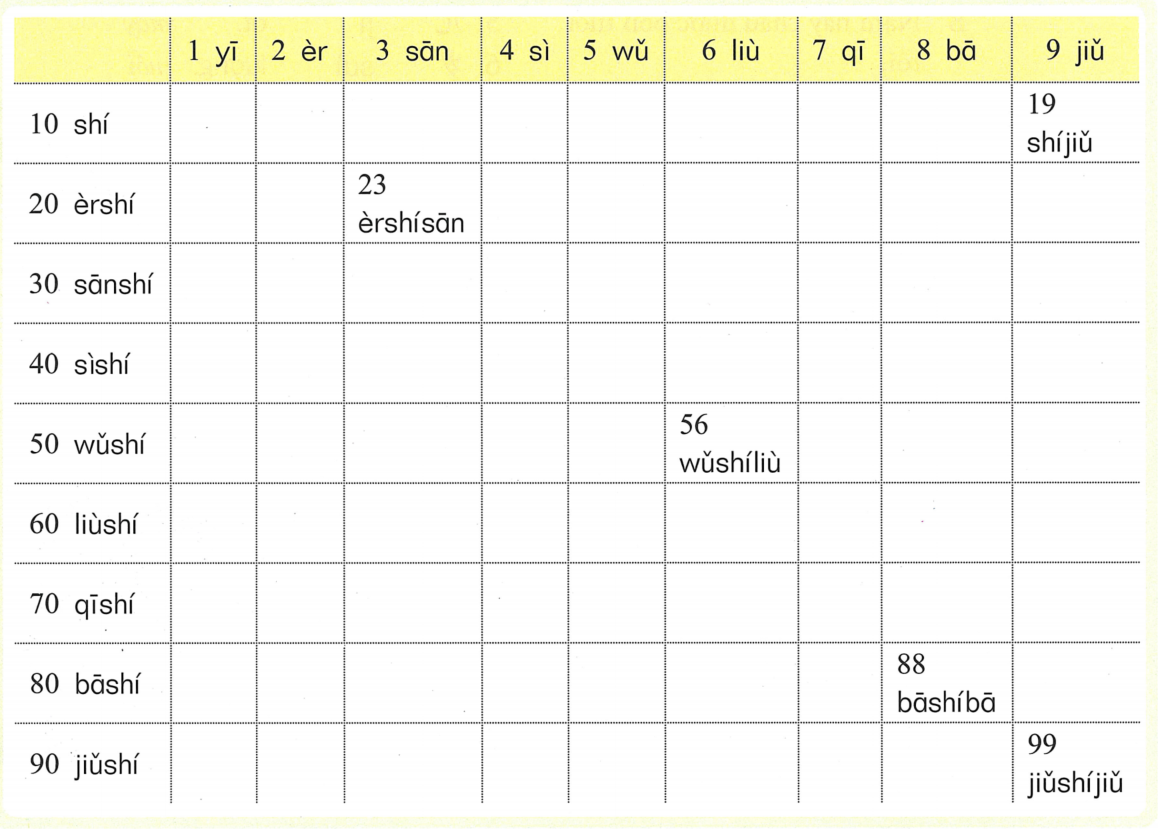 1 yī 2 èr 3 sān 4 sì 5 wǔ 6 liù 7 qī 8 bā 9 jiǔ
10 shí
19
shíjiǔ
20 èrshí
23
èrshísān
30 sānshí
40 sìshí
50 wǔshí
56
wǔshíliù
60 liùshí
70 qīshí
80 bāshí
88
bāshíbā
90 jiǔshí
99
jiǔshíjiǔ